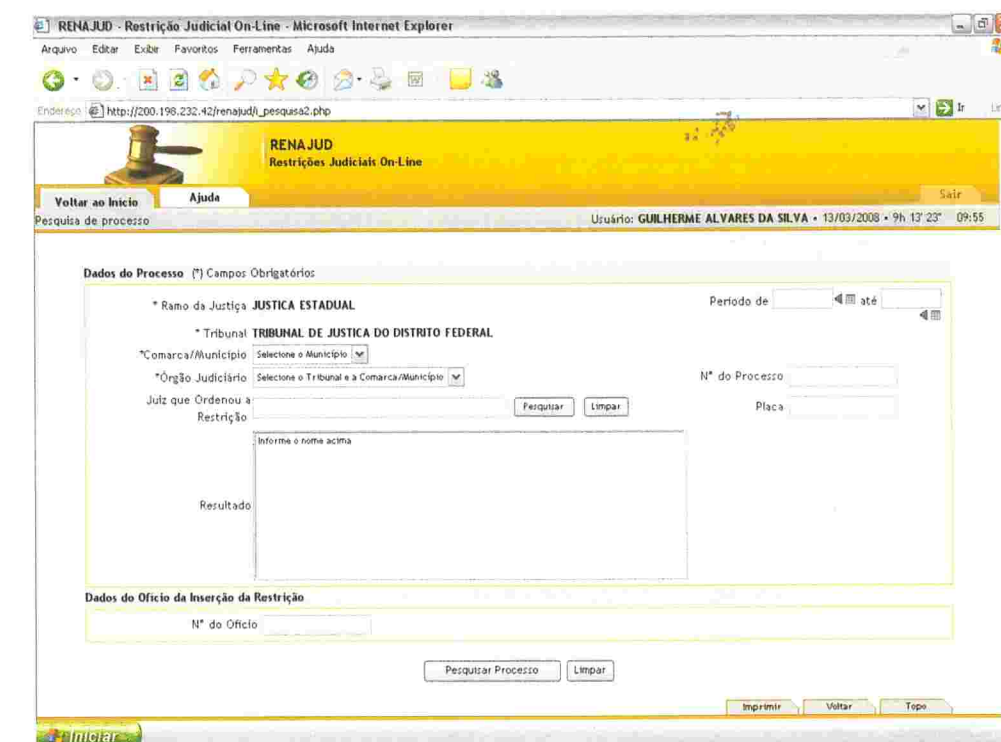 RENAJUD - Restrição Judicial On-Line - Microsoft Internet Explorer
Arquivo Editar Exibir Favoritos Ferramentas Ajuda
Endereço http://200.198.232.42/renajud/i_pesquisa2.php Ir
RENAJUD
Restrições Judiciais On-Line
Voltar ao Início Ajuda Sair
Pesquisa de processo Usuário: GUILHERME ALVARES DA SILVA • 13/03/2008 • 9h 13' 23" 09:55
Dados do Processo (*) Campos Obrigatórios
* Ramo da Justiça JUSTICA ESTADUAL Período de até
* Tribunal TRIBUNAL DE JUSTICA DO DISTRITO FEDERAL
*Comarca/Município Selecione o Município
*Órgão Judiciário Selecione o Tribunal e a Comarca/Município N° do Processo
Juiz que Ordenou a Restrição Pesquisar Limpar Placa
Informe o nome acima
Resultado
Dados do Ofício da Inserção da Restrição
N° do Ofício
Pesquisar Processo Limpar
Imprimir Voltar Topo
Iniciar